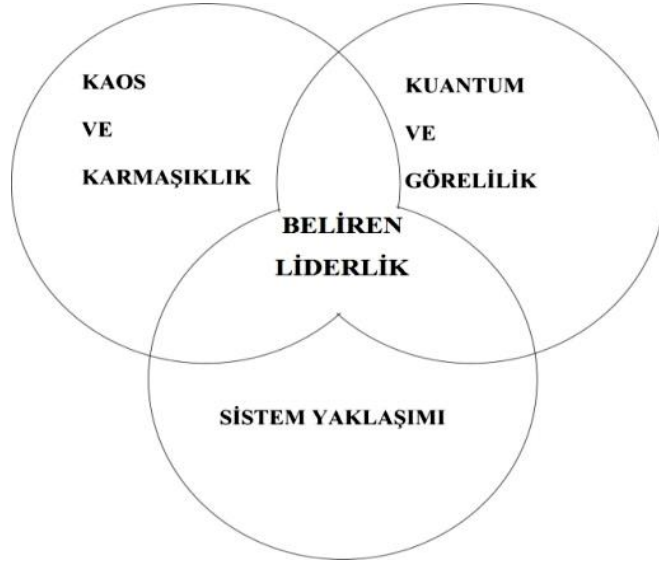 KAOS
VE
KARMAŞIKLIK
KUANTUM
VE
GÖRELİLİK
BELİREN
LİDERLİK
SİSTEM YAKLAŞIMI